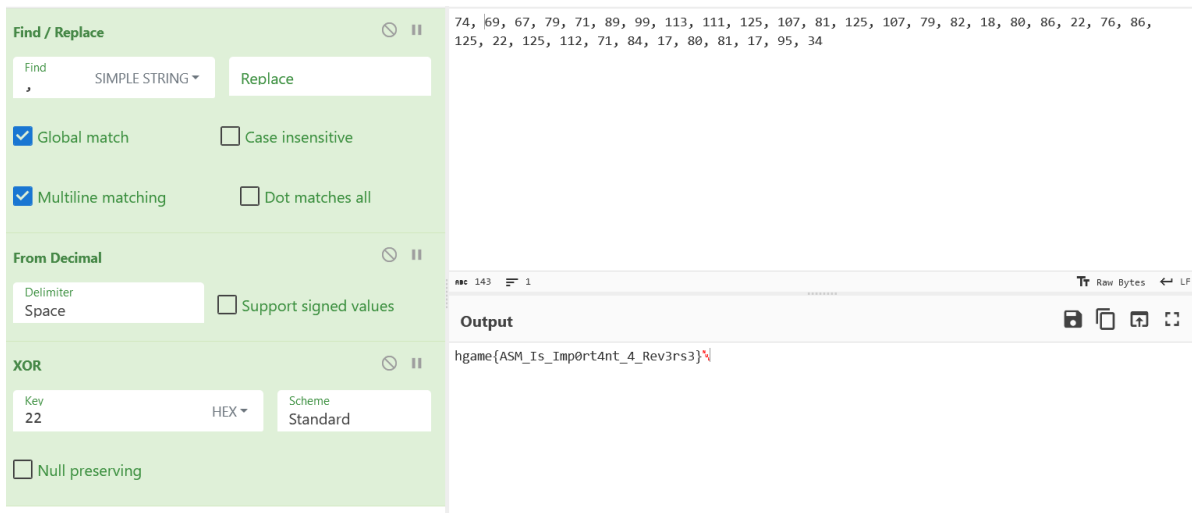 Find / Replace
Find
,
SIMPLE STRING
Replace
Global match
Case insensitive
Multiline matching
Dot matches all
From Decimal
Delimiter
Space
Support signed values
XOR
Key
22
HEX
Scheme
Standard
Null preserving
74, 69, 67, 79, 71, 89, 99, 113, 111, 125, 107, 81, 125, 107, 79, 82, 18, 80, 86, 22, 76, 86,
125, 22, 125, 112, 71, 84, 17, 80, 81, 17, 95, 34
ABC 143
1
Raw Bytes
LF
Output
hgame{ASM_Is_Imp0rt4nt_4_Rev3rs3}